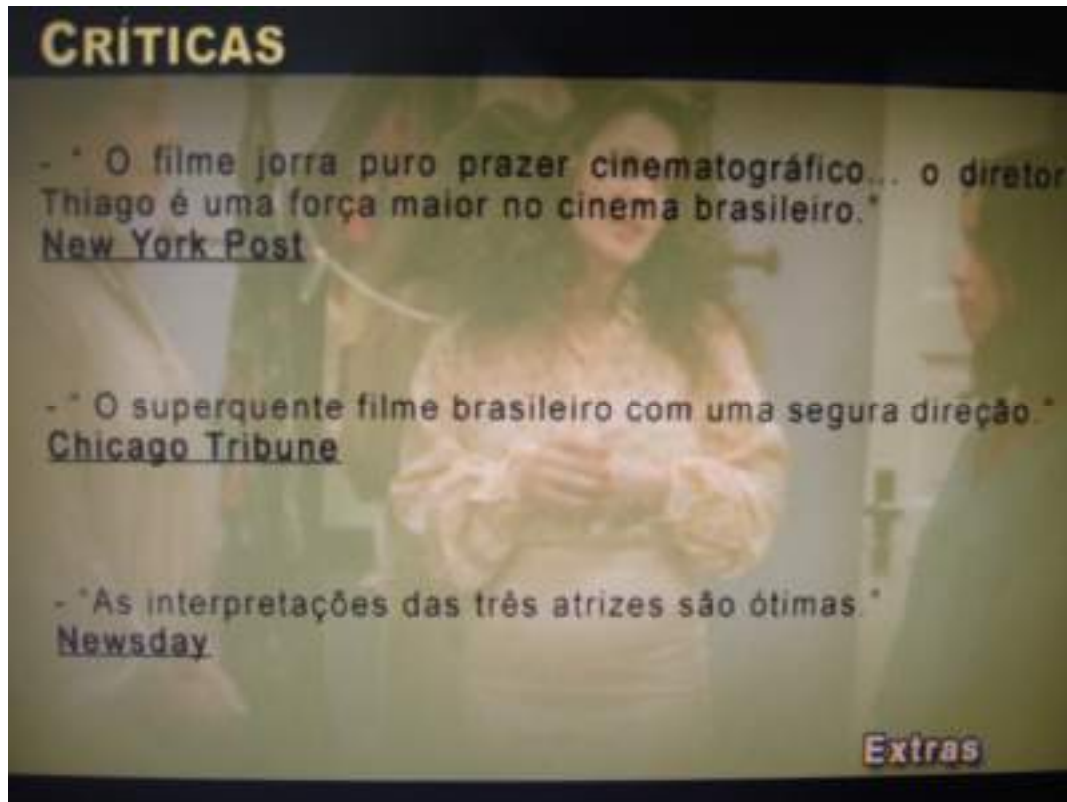 CRÍTICAS
- " O filme jorra puro prazer cinematográfico... o diretor
Thiago é uma força maior no cinema brasileiro."
New York Post
- " O superquente filme brasileiro com uma segura direção."
Chicago Tribune
- "As interpretações das três atrizes são ótimas."
Newsday
Extras